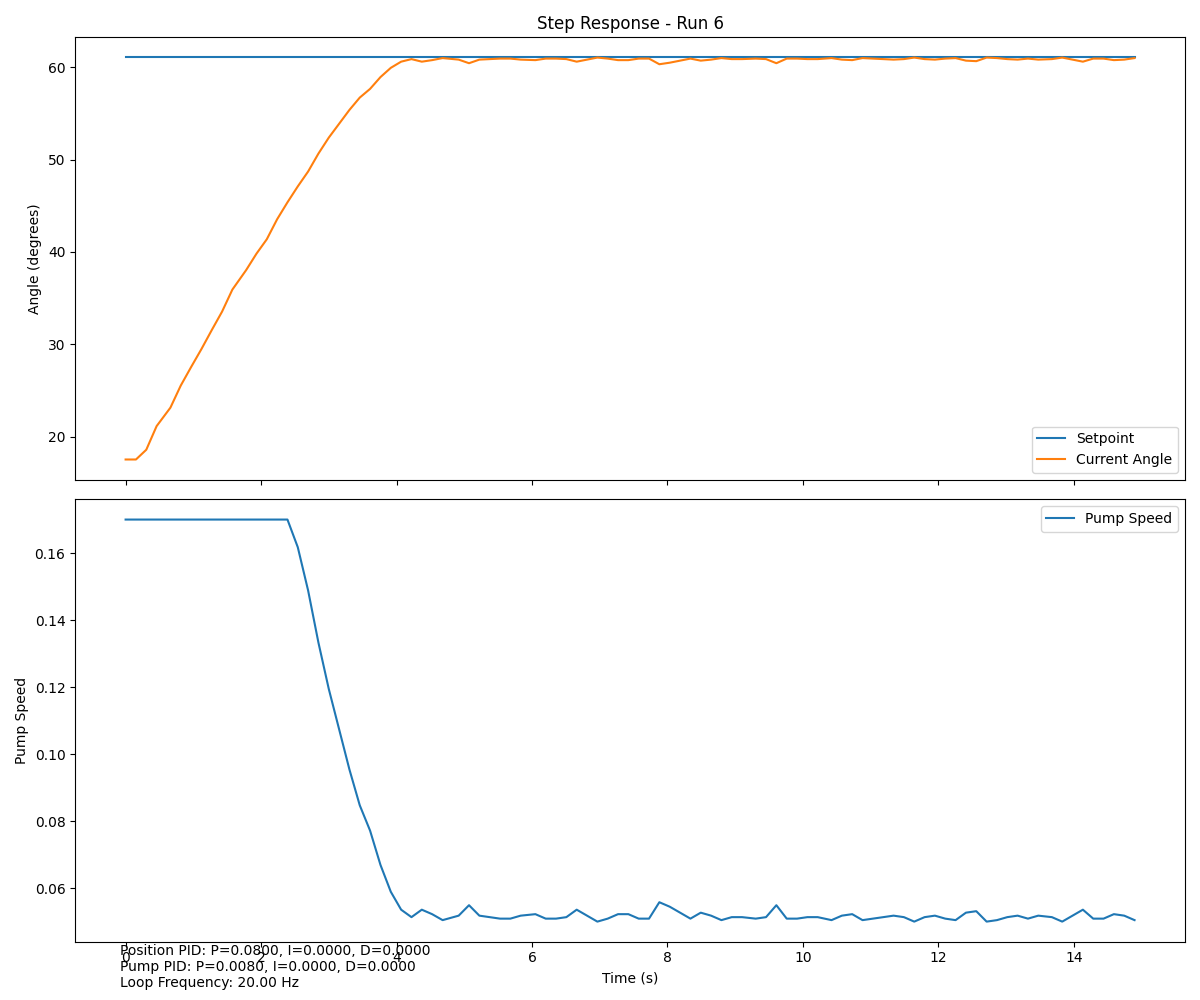 Step Response - Run 6
60
50
40
30
20
Angle (degrees)
Setpoint
Current Angle
0.16
0.14
0.12
0.10
0.08
0.06
Pump Speed
Pump Speed
0 2 4 6 8 10 12 14
Time (s)
Position PID: P=0.0800, I=0.0000, D=0.0000
Pump PID: P=0.0080, I=0.0000, D=0.0000
Loop Frequency: 20.00 Hz